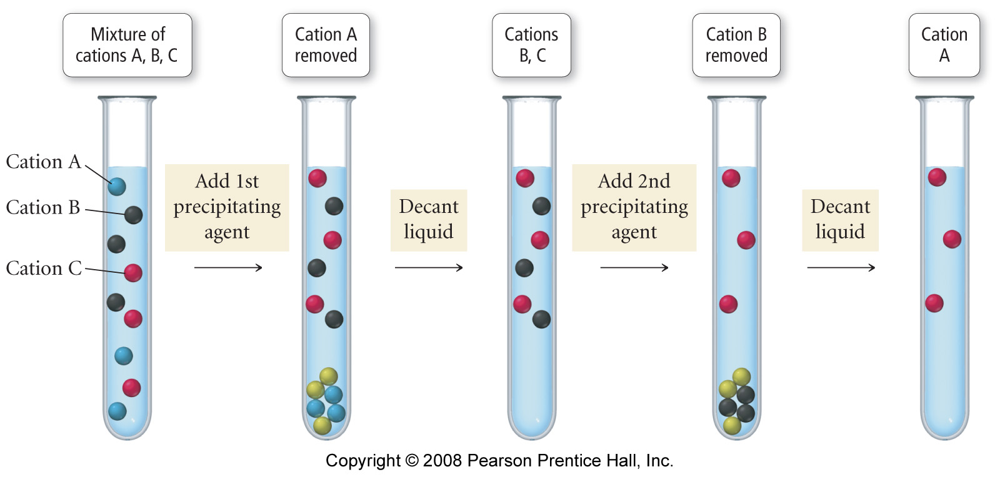 Mixture of
cations A, B, C
Cation A
removed
Cations
B, C
Cation B
removed
Cation
A
Cation A
Cation B
Cation C
Add 1st
precipitating
agent
Decant
liquid
Add 2nd
precipitating
agent
Decant
liquid
Copyright © 2008 Pearson Prentice Hall, Inc.